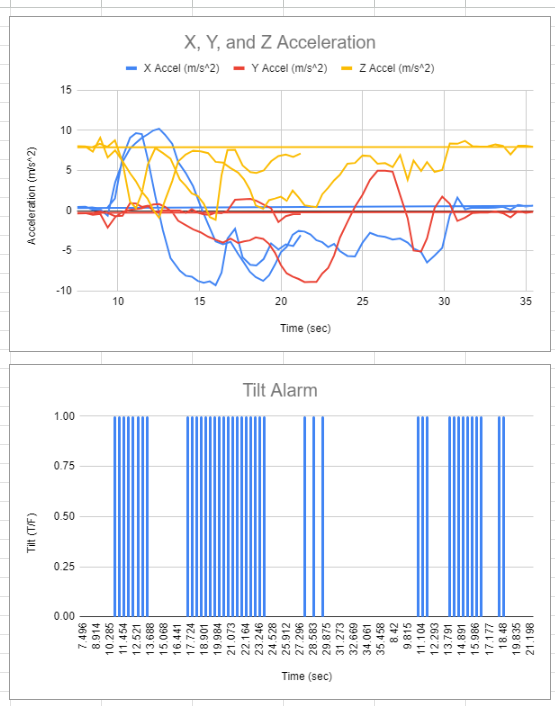 X, Y, and Z Acceleration
X Accel (m/s^2) Y Accel (m/s^2) Z Accel (m/s^2)
15
10
5
0
-5
-10
Acceleration (m/s^2)
10 15 20 25 30 35
Time (sec)
Tilt Alarm
1.00
0.75
0.50
0.25
0.00
Tilt (T/F)
7.496 8.914 10.285 11.454 12.521 13.688 15.068 16.441 17.724 18.901 19.984 21.073 22.164 23.246 24.528 25.912 27.296 28.583 29.875 31.273 32.669 34.061 35.458 8.42 9.815 11.104 12.293 13.791 14.891 15.986 17.177 18.48 19.835 21.198
Time (sec)